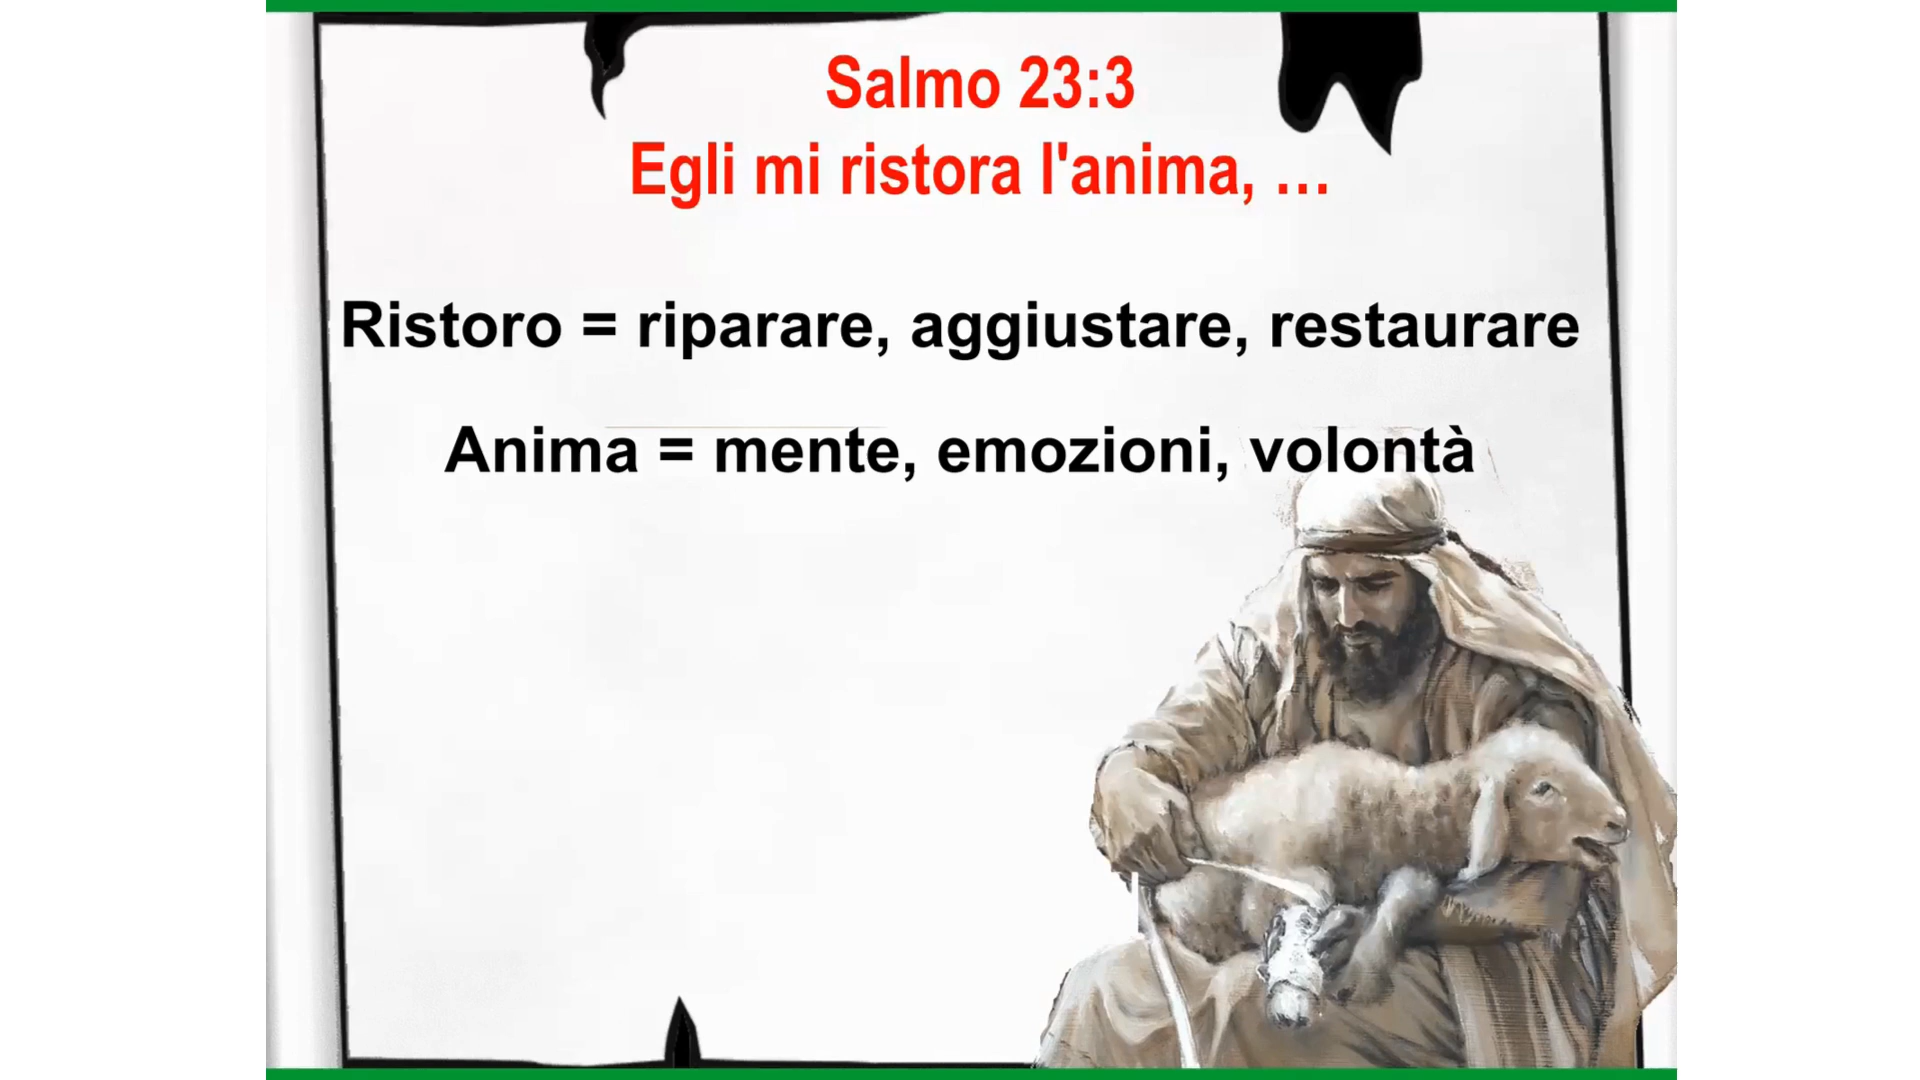 Salmo 23:3
Egli mi ristora l'anima, …
Ristoro = riparare, aggiustare, restaurare
Anima = mente, emozioni, volontà